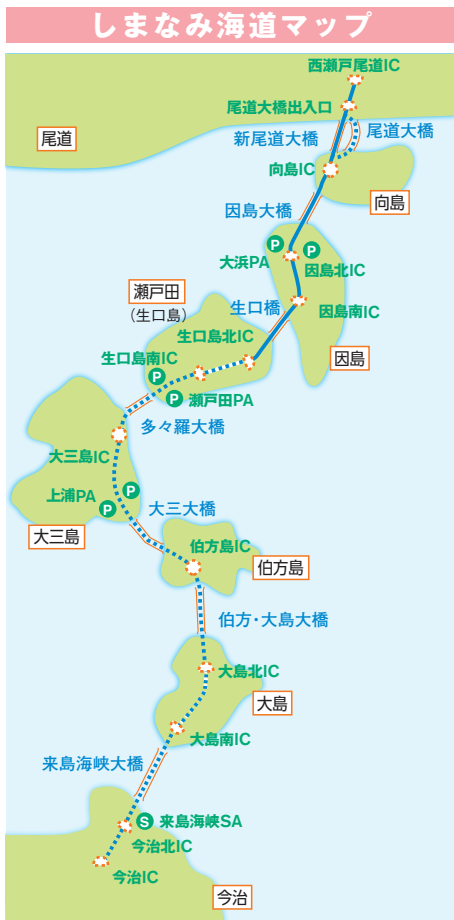 しまなみ海道マップ
西瀬戸尾道IC
尾道大橋出入口
尾道
新尾道大橋
尾道大橋
向島IC
向島
因島大橋
P
P
大浜PA
因島北IC
瀬戸田
(生口島)
生口橋
因島南IC
生口島北IC
因島
生口島南IC
P
P
瀬戸田PA
多々羅大橋
大三島IC
上浦PA
P
P
大三大橋
大三島
伯方島IC
伯方島
伯方・大島大橋
大島北IC
大島
大島南IC
来島海峡大橋
S
来島海峡SA
今治北IC
今治IC
今治